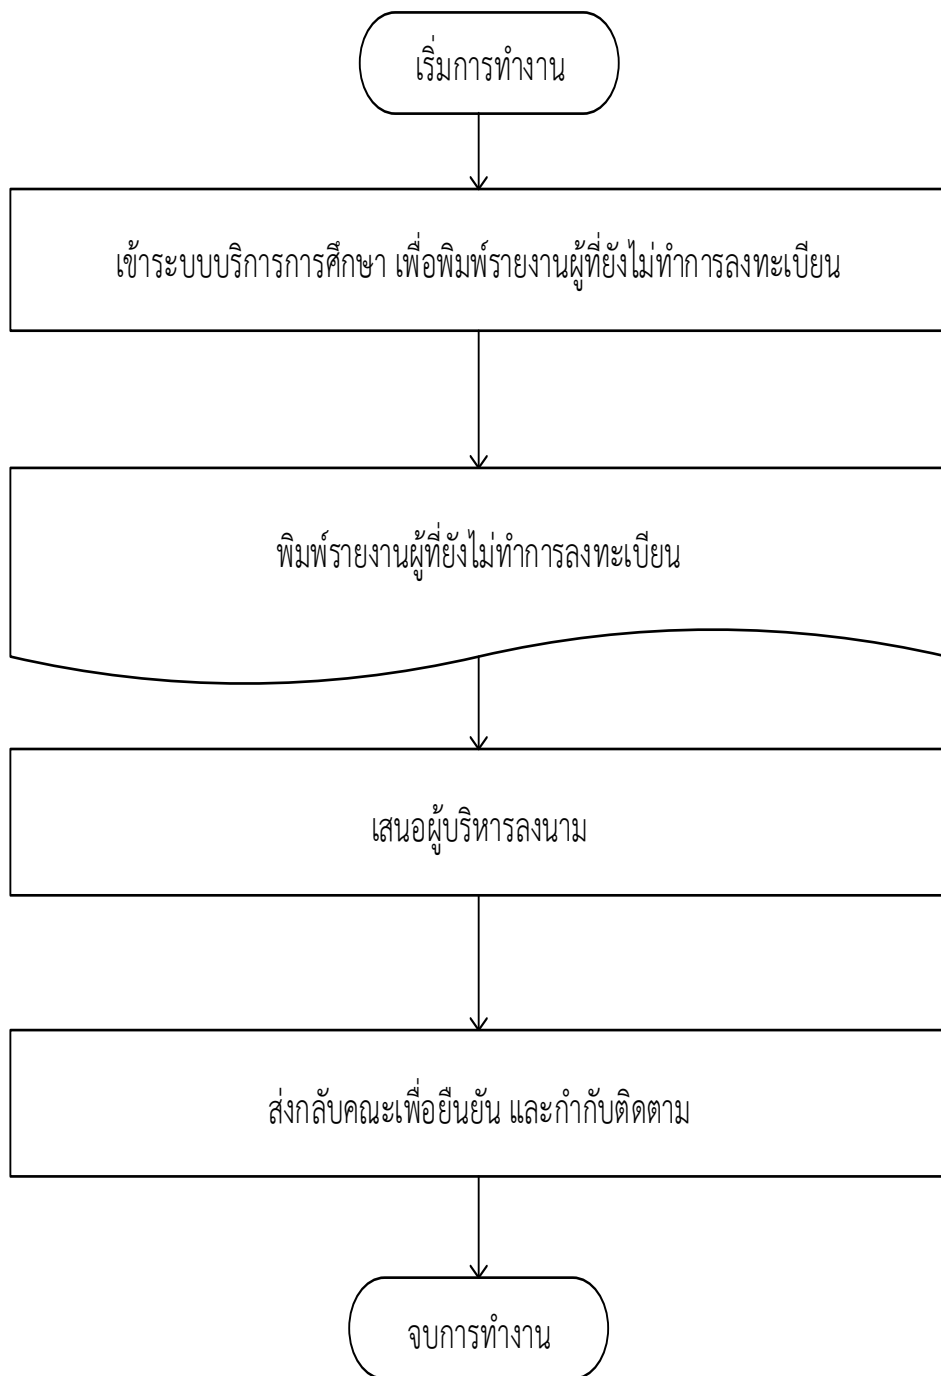 เริ่มการทำงาน
เข้าระบบบริการการศึกษา เพื่อพิมพ์รายงานผู้ที่ยังไม่ทำการลงทะเบียน
พิมพ์รายงานผู้ที่ยังไม่ทำการลงทะเบียน
เสนอผู้บริหารลงนาม
ส่งกลับคณะเพื่อยืนยัน และกำกับติดตาม
จบการทำงาน